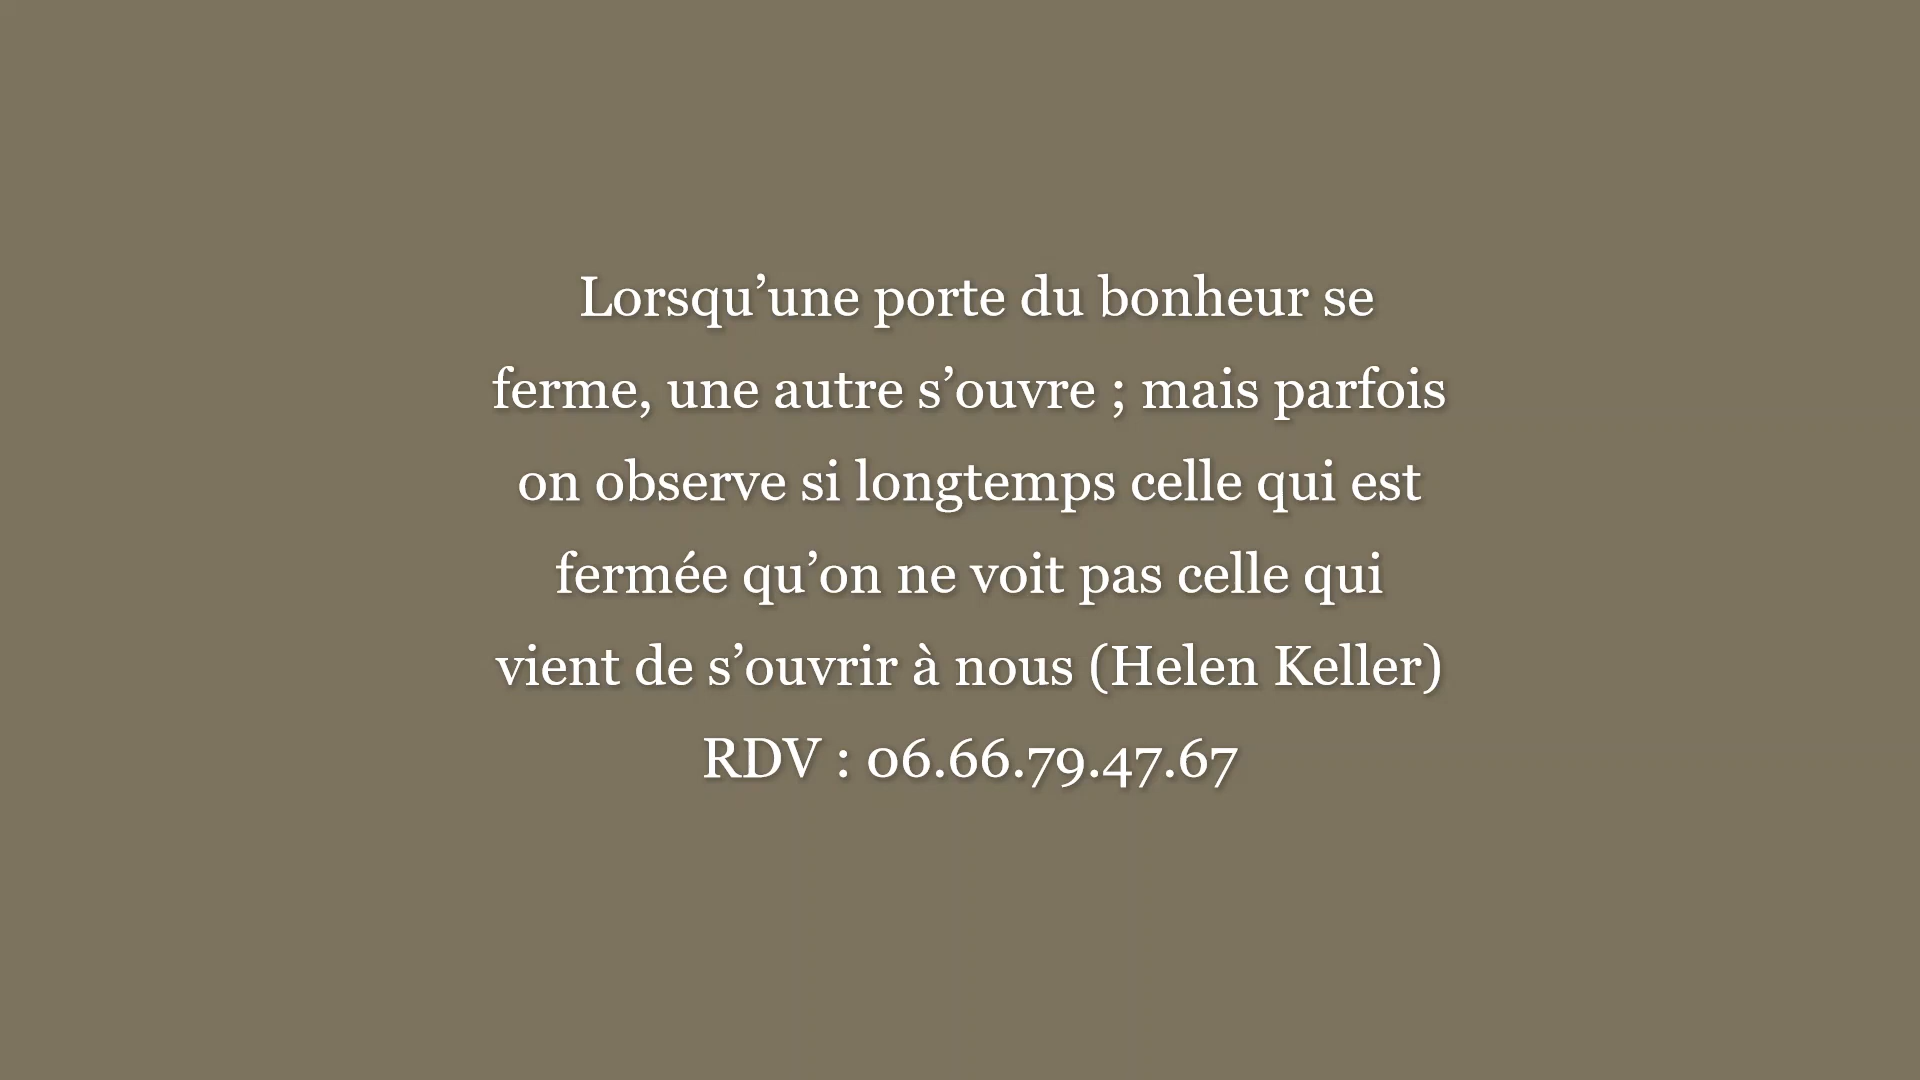 Lorsqu’une porte du bonheur se
ferme, une autre s’ouvre ; mais parfois
on observe si longtemps celle qui est
fermée qu’on ne voit pas celle qui
vient de s’ouvrir à nous (Helen Keller)
RDV : 06.66.79.47.67